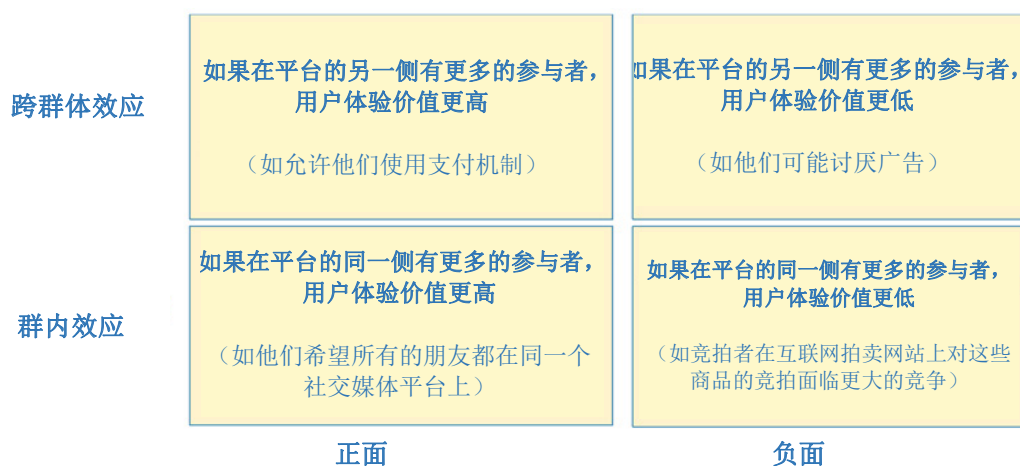 跨群体效应
如果在平台的另一侧有更多的参与者，
用户体验价值更高
（如允许他们使用支付机制）
如果在平台的另一侧有更多的参与者，
用户体验价值更低
（如他们可能讨厌广告）
群内效应
如果在平台的同一侧有更多的参与者，
用户体验价值更高
（如他们希望所有的朋友都在同一个
社交媒体平台上）
如果在平台的同一侧有更多的参与者，
用户体验价值更低
（如竞拍者在互联网拍卖网站上对这些
商品的竞拍面临更大的竞争）
正面
负面